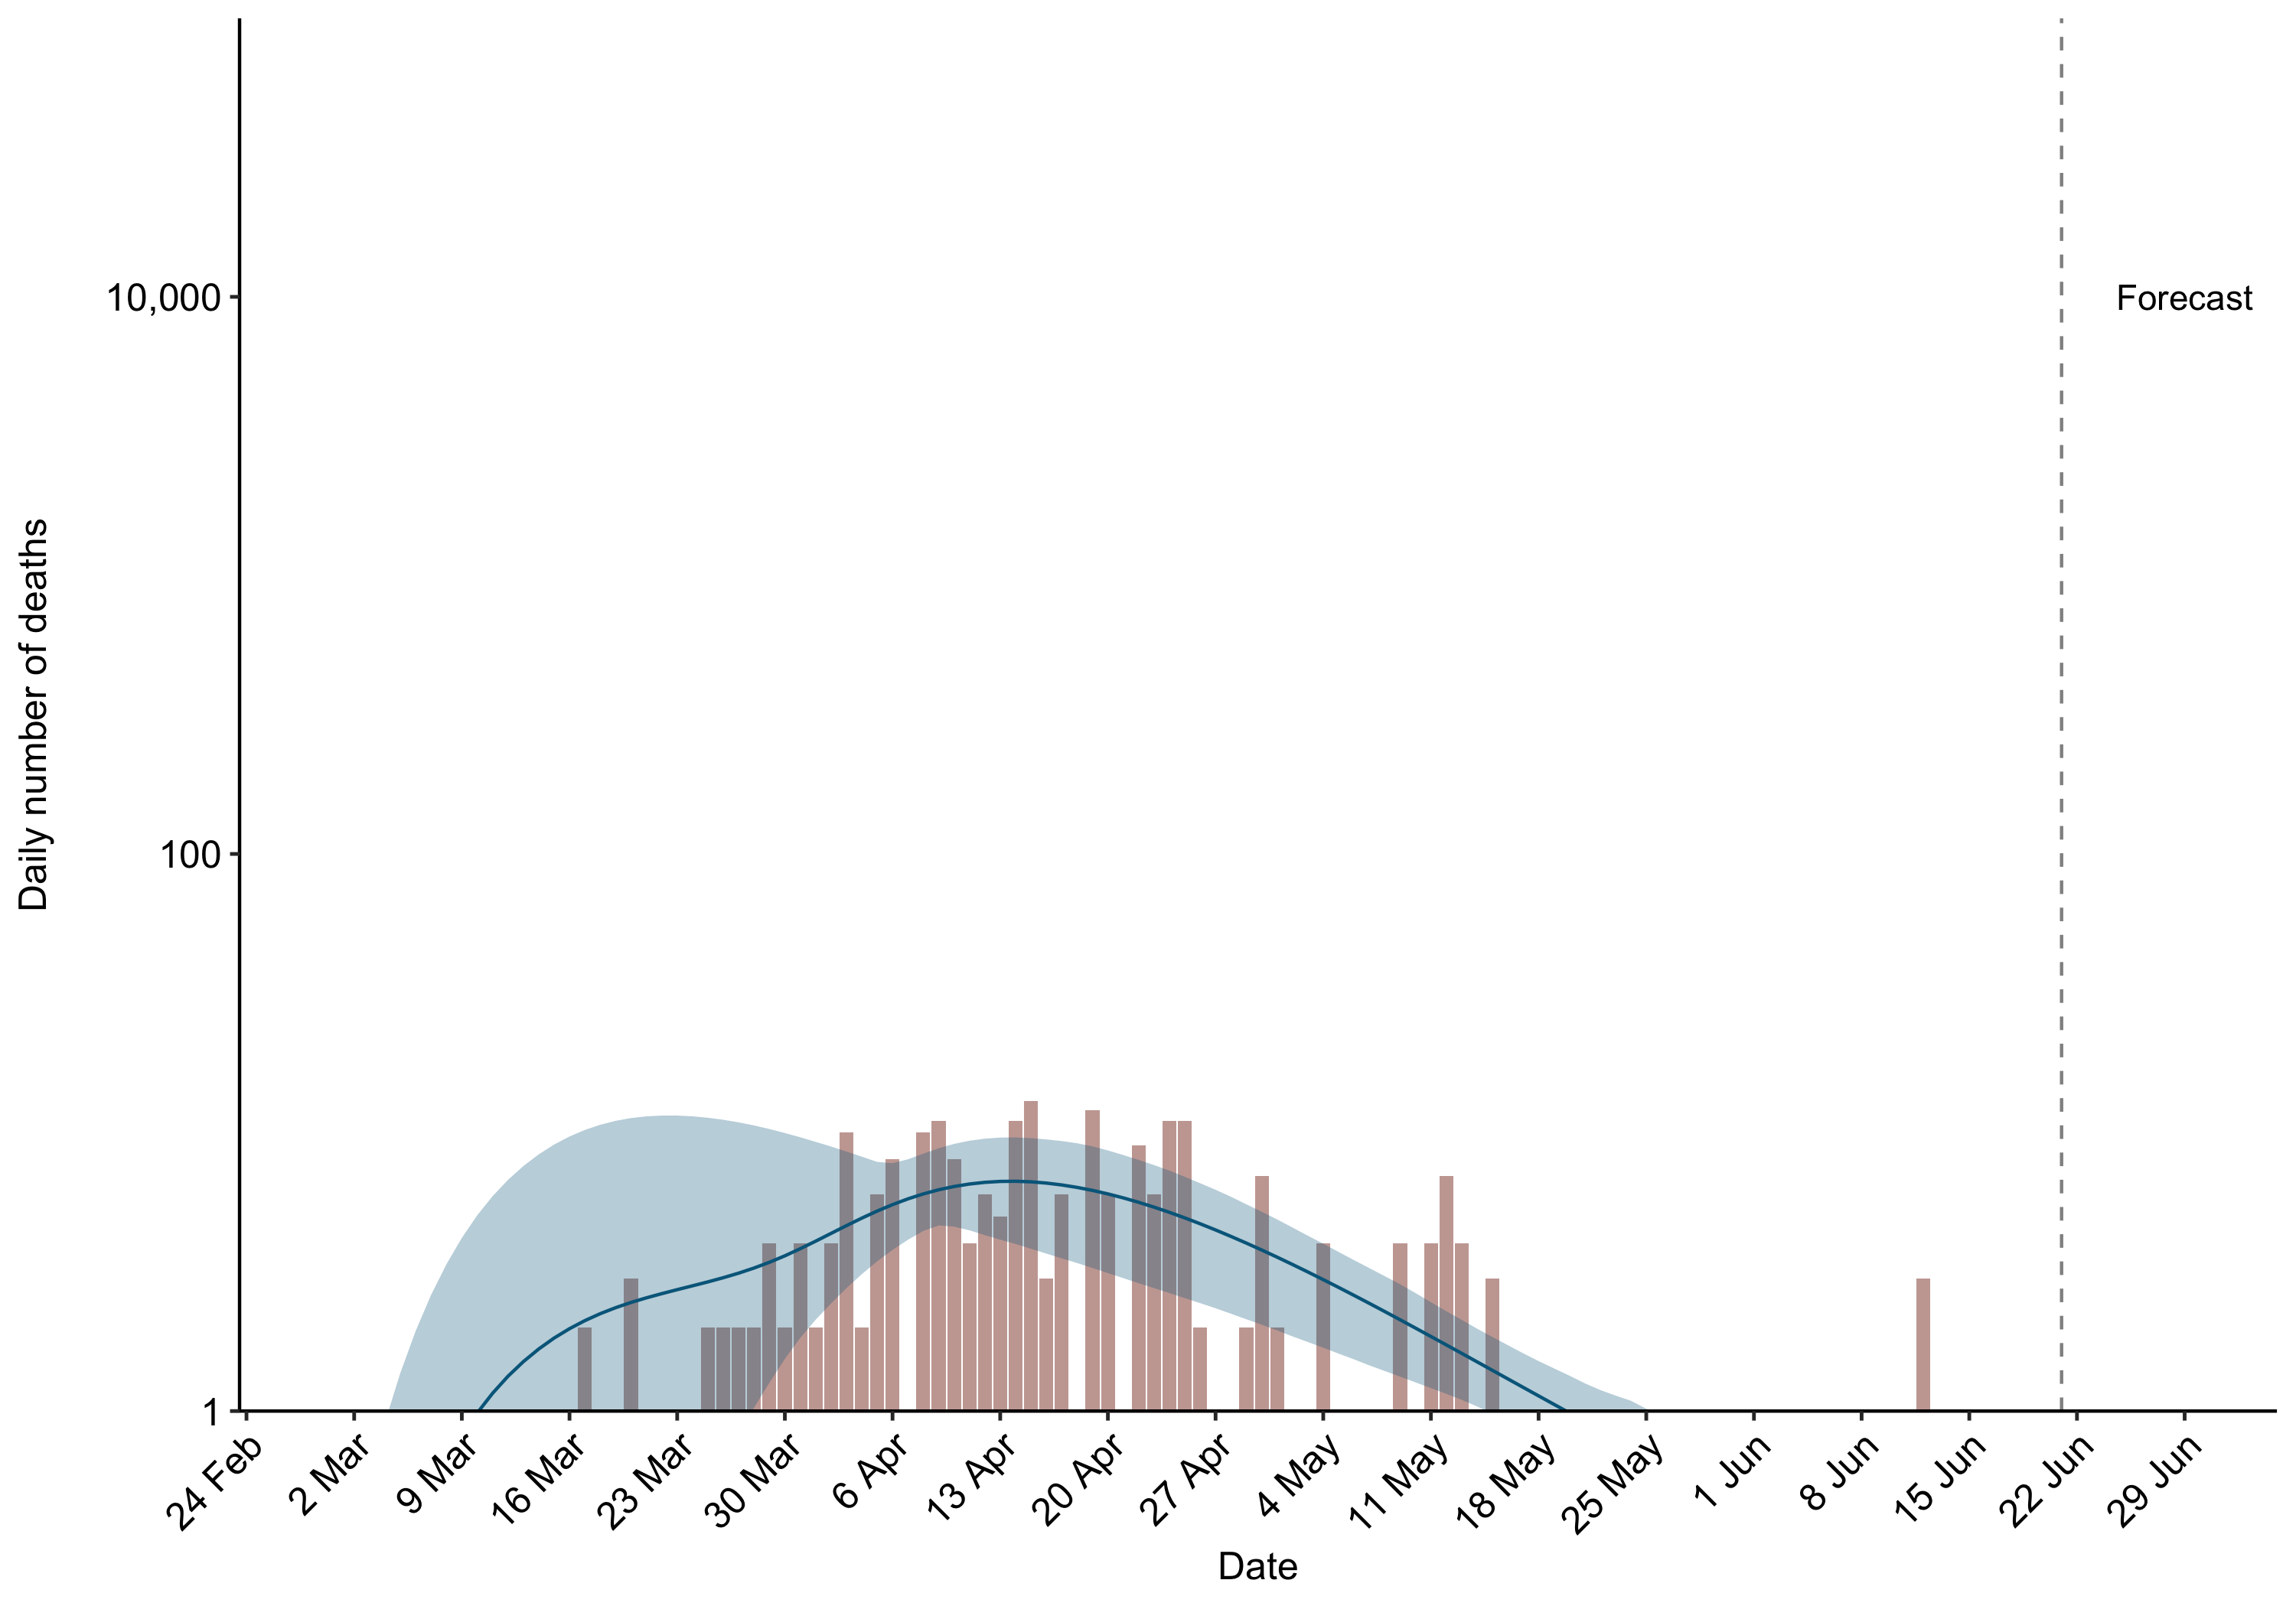 Daily number of deaths
10,000
100
1
Forecast
24 Feb
2 Mar
9 Mar
16 Mar
23 Mar
30 Mar
6 Apr
13 Apr
20 Apr
27 Apr
4 May
11 May
18 May
25 May
1 Jun
8 Jun
15 Jun
22 Jun
29 Jun
Date